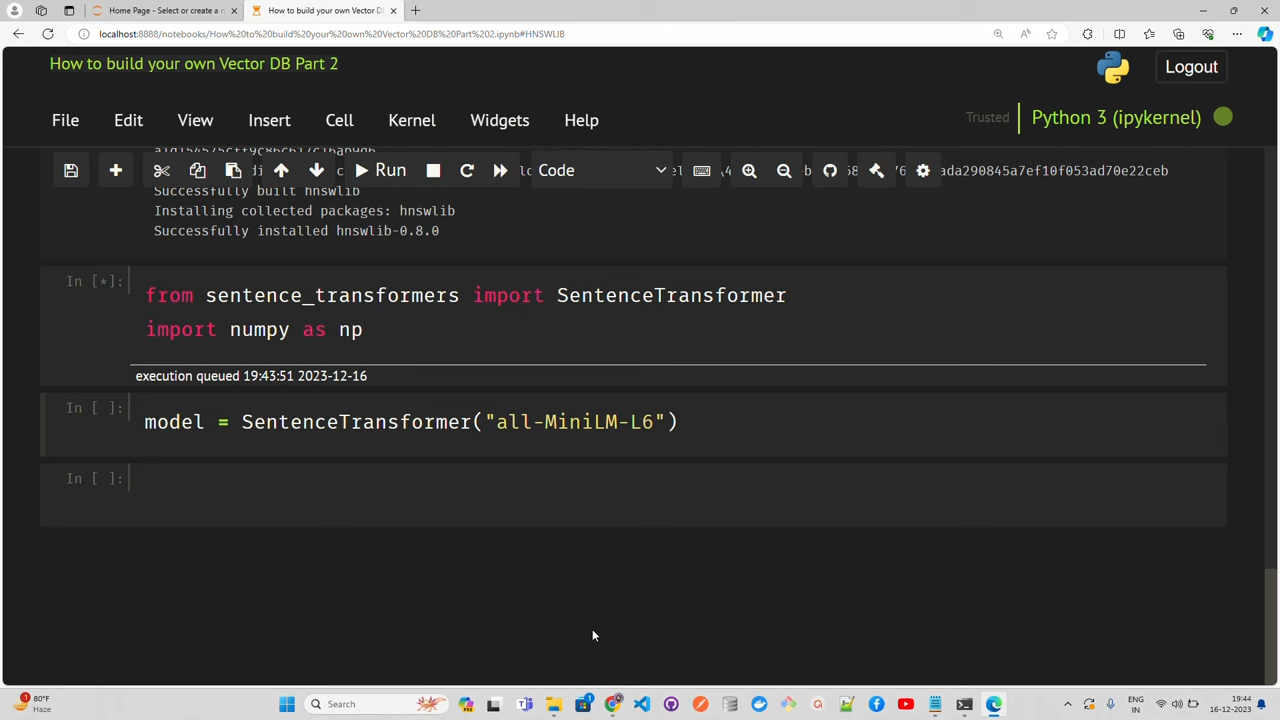 Home Page - Select or create a n
How to build your own Vector D
localhost:8888/notebooks/How%20to%20build%20your%20own%20Vector%20DB%20Part%202.ipynb#HNSWLIB
How to build your own Vector DB Part 2
Logout
File Edit View Insert Cell Kernel Widgets Help
Trusted Python 3 (ipykernel)
Run Code
ada290845a7ef10f053ad70e22ceb
Successfully built hnswlib
Installing collected packages: hnswlib
Successfully installed hnswlib-0.8.0
In [*]:
from sentence_transformers import SentenceTransformer
import numpy as np
execution queued 19:43:51 2023-12-16
In [ ]:
model = SentenceTransformer("all-MiniLM-L6")
In [ ]:
80°F
Haze
Search
ENG
IN
19:44
16-12-2023